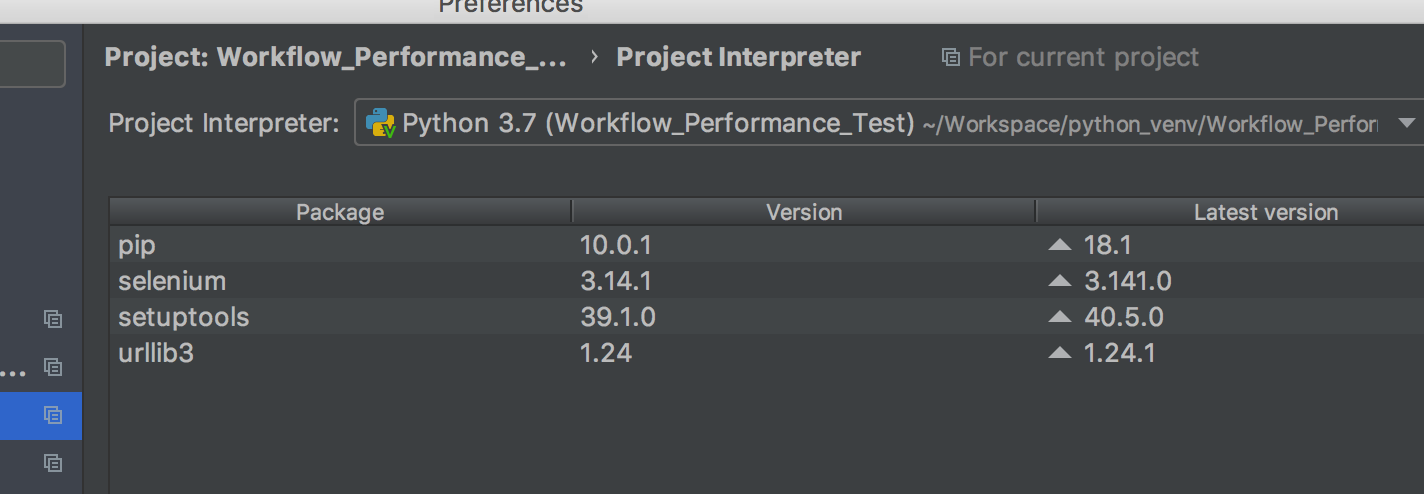 Preferences
Project: Workflow_Performance_... › Project Interpreter For current project
Project Interpreter: Python 3.7 (Workflow_Performance_Test) ~/Workspace/python_venv/Workflow_Perfor
Package Version Latest version
pip 10.0.1 18.1
selenium 3.14.1 3.141.0
setuptools 39.1.0 40.5.0
urllib3 1.24 1.24.1
...